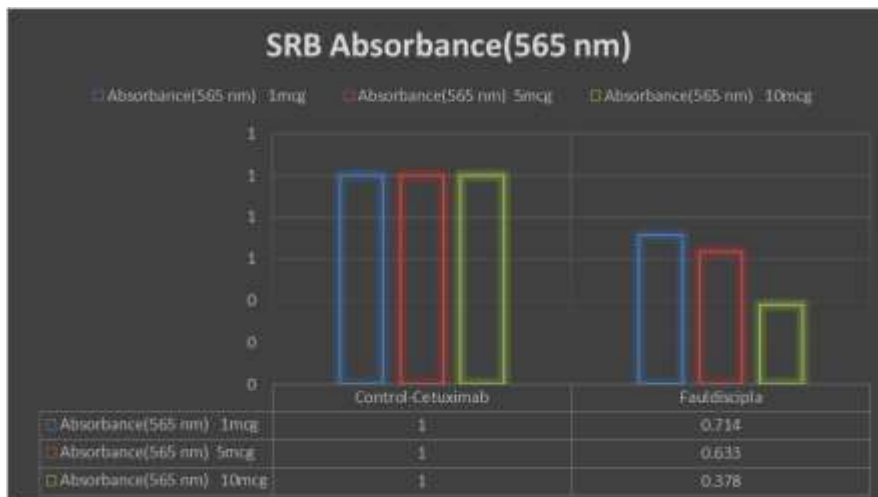 SRB Absorbance(565 nm)
Absorbance(565 nm) 1mcg Absorbance(565 nm) 5mcg Absorbance(565 nm) 10mcg
1
1
1
1
0
0
0
Control-Cetuximab Fauldiscipla
Absorbance(565 nm) 1mcg 1 0.714
Absorbance(565 nm) 5mcg 1 0.633
Absorbance(565 nm) 10mcg 1 0.378